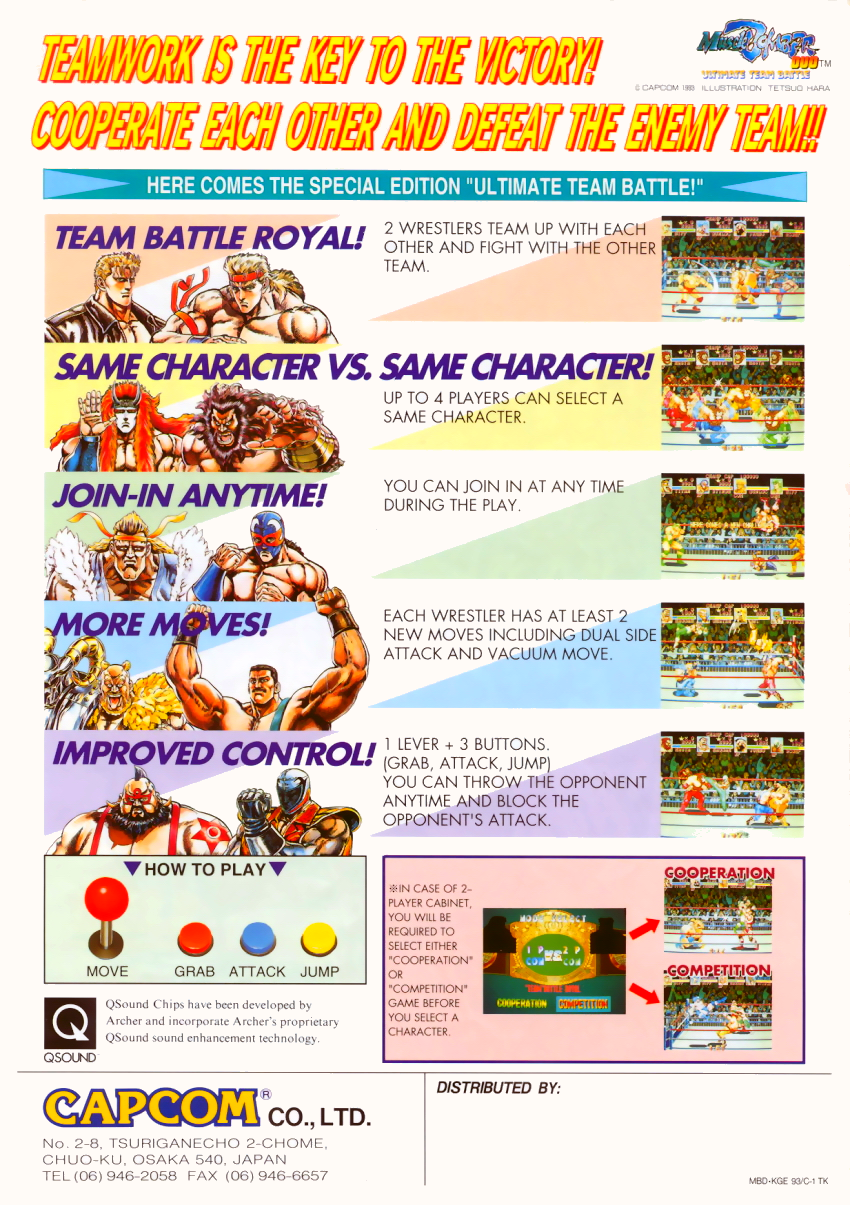 TEAMWORK IS THE KEY TO THE VICTORY!
Muscle Bomber
DUO™
ULTIMATE TEAM BATTLE
© CAPCOM 1993 ILLUSTRATION TETSUO HARA
COOPERATE EACH OTHER AND DEFEAT THE ENEMY TEAM!!
HERE COMES THE SPECIAL EDITION "ULTIMATE TEAM BATTLE!"
TEAM BATTLE ROYAL!
2 WRESTLERS TEAM UP WITH EACH
OTHER AND FIGHT WITH THE OTHER
TEAM.
SAME CHARACTER VS. SAME CHARACTER!
UP TO 4 PLAYERS CAN SELECT A
SAME CHARACTER.
JOIN-IN ANYTIME!
YOU CAN JOIN IN AT ANY TIME
DURING THE PLAY.
HERE COMES A NEW
MORE MOVES!
EACH WRESTLER HAS AT LEAST 2
NEW MOVES INCLUDING DUAL SIDE
ATTACK AND VACUUM MOVE.
IMPROVED CONTROL!
1 LEVER + 3 BUTTONS.
(GRAB, ATTACK, JUMP)
YOU CAN THROW THE OPPONENT
ANYTIME AND BLOCK THE
OPPONENT'S ATTACK.
▼HOW TO PLAY▼
MOVE GRAB ATTACK JUMP
※IN CASE OF 2-
PLAYER CABINET,
YOU WILL BE
REQUIRED TO
SELECT EITHER
"COOPERATION"
OR
"COMPETITION"
GAME BEFORE
YOU SELECT A
CHARACTER.
MODE SELECT
1 P VS 2 P
COM COM
COOPERATION COMPETITION
COOPERATION
COMPETITION
Q
QSOUND
QSound Chips have been developed by
Archer and incorporate Archer's proprietary
QSound sound enhancement technology.
CAPCOM® CO., LTD.
No. 2-8, TSURIGANECHO 2-CHOME,
CHUO-KU, OSAKA 540, JAPAN
TEL (06) 946-2058 FAX (06) 946-6657
DISTRIBUTED BY:
MBD•KGE 93/C-1 TK